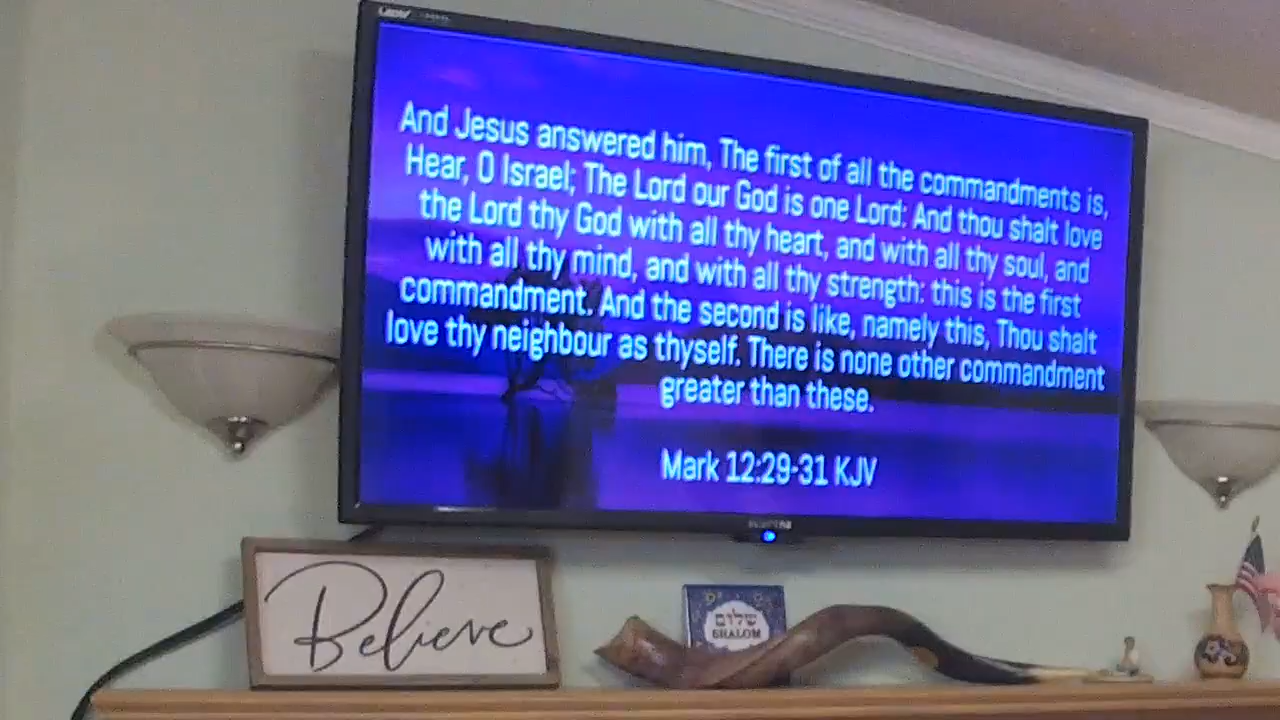 And Jesus answered him, The first of all the commandments is,
Hear, O Israel; The Lord our God is one Lord: And thou shalt love
the Lord thy God with all thy heart, and with all thy soul, and
with all thy mind, and with all thy strength: this is the first
commandment. And the second is like, namely this, Thou shalt
love thy neighbour as thyself. There is none other commandment
greater than these.
Mark 12:29-31 KJV
Believe
שלום
SHALOM